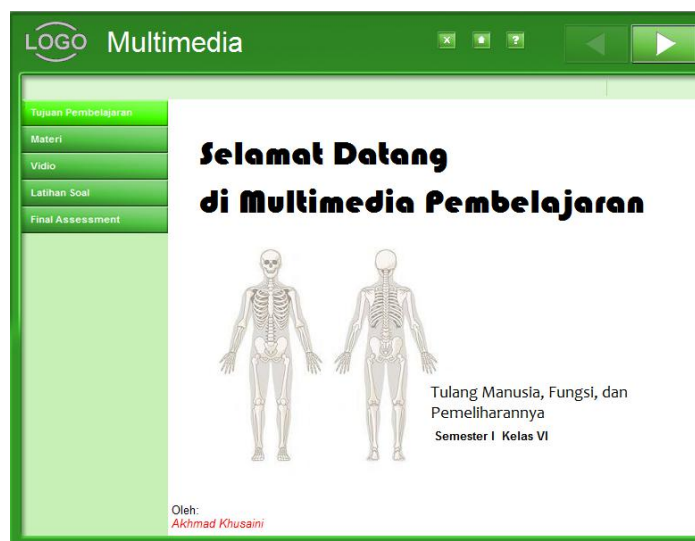 LOGO Multimedia
Tujuan Pembelajaran
Materi
Vidio
Latihan Soal
Final Assessment
Selamat Datang
di Multimedia Pembelajaran
Tulang Manusia, Fungsi, dan
Pemeliharannya
Semester I Kelas VI
Oleh:
Akhmad Khusaini